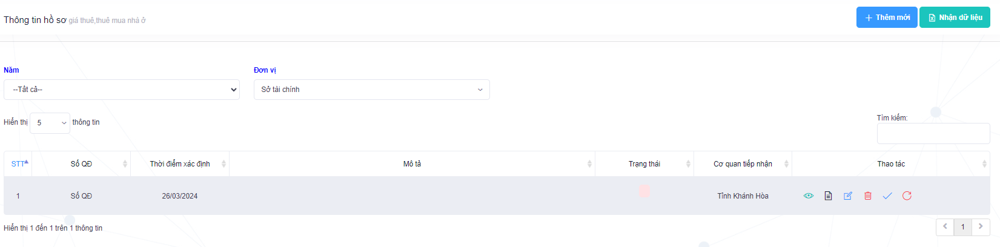 Thông tin hồ sơ giá thuê,thuê mua nhà ở
Thêm mới
Nhận dữ liệu
Năm
Đơn vị
--Tất cả--
Sở tài chính
Hiển thị 5 thông tin
Tìm kiếm:
STT Số QĐ Thời điểm xác định Mô tả Trạng thái Cơ quan tiếp nhận Thao tác
1 Số QĐ 26/03/2024 Tỉnh Khánh Hòa
Hiển thị 1 đến 1 trên 1 thông tin
1